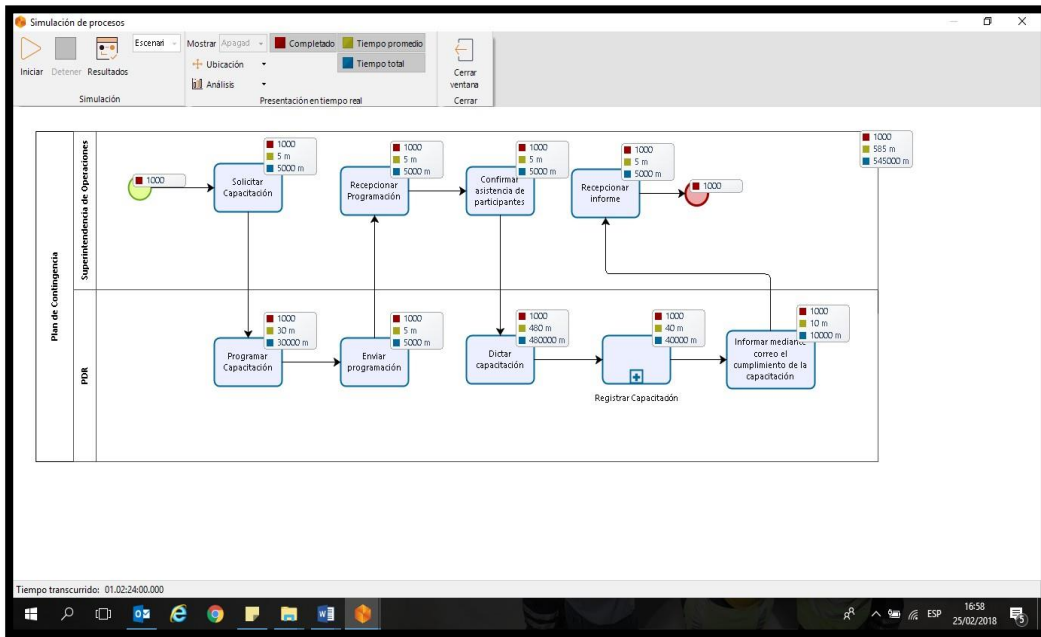 Simulación de procesos
Iniciar
Detener
Resultados
Escenari
Simulación
Mostrar
Apagad
Completado
Tiempo promedio
Ubicación
Tiempo total
Análisis
Presentación en tiempo real
Cerrar
ventana
Cerrar
Plan de Contingencia
Superintendencia de Operaciones
1000
Solicitar
Capacitación
1000
5 m
5000 m
Recepcionar
Programación
1000
5 m
5000 m
Confirmar
asistencia de
participantes
1000
5 m
5000 m
Recepcionar
informe
1000
5 m
5000 m
1000
1000
585 m
545000 m
PDR
Programar
Capacitación
1000
30 m
30000 m
Enviar
programación
1000
5 m
5000 m
Dictar
capacitación
1000
480 m
480000 m
Registrar Capacitación
1000
40 m
40000 m
Informar mediante
correo el
cumplimiento de la
capacitación
1000
10 m
10000 m
Tiempo transcurrido: 01.02:24:00.000
ESP
16:58
25/02/2018